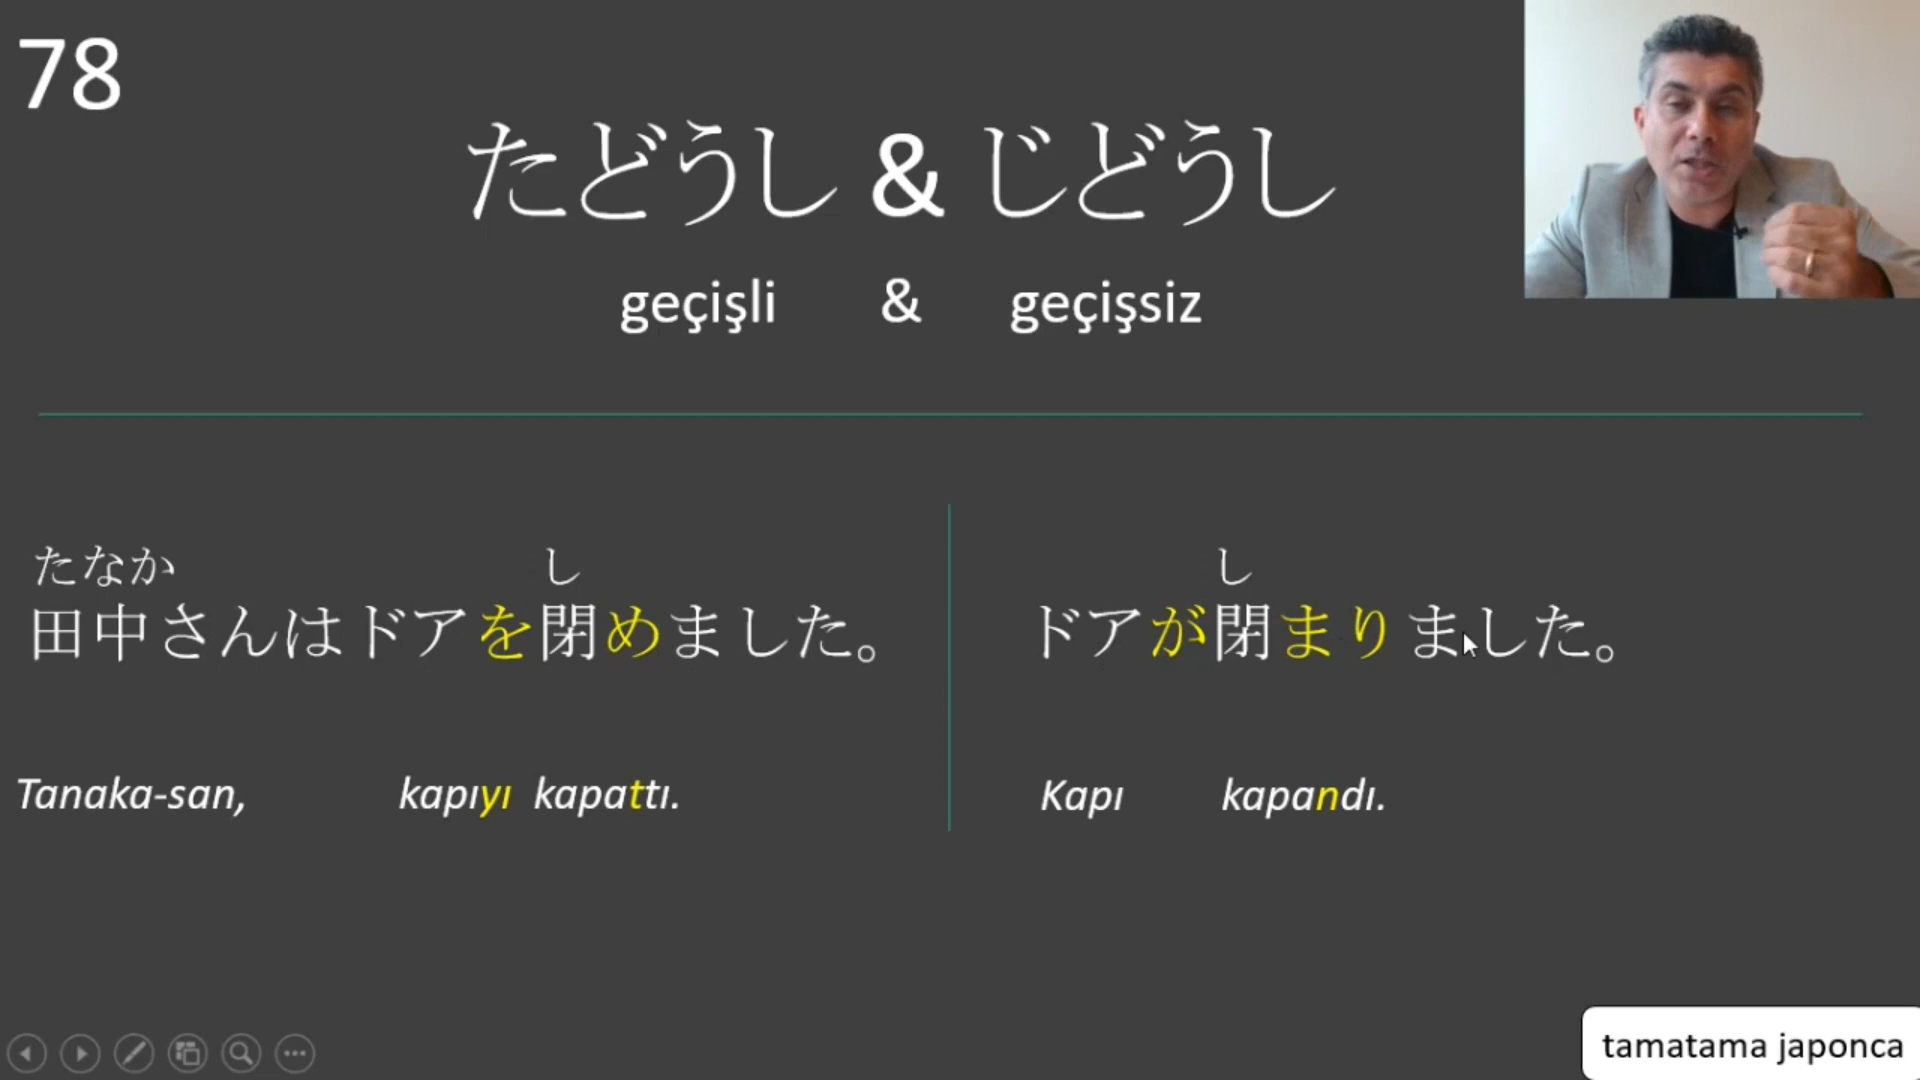 78
たどうし & じどうし
geçişli & geçişsiz
たなか し
田中さんはドアを閉めました。
Tanaka-san, kapıyı kapattı.
し
ドアが閉まりました。
Kapı kapandı.
tamatama japonca